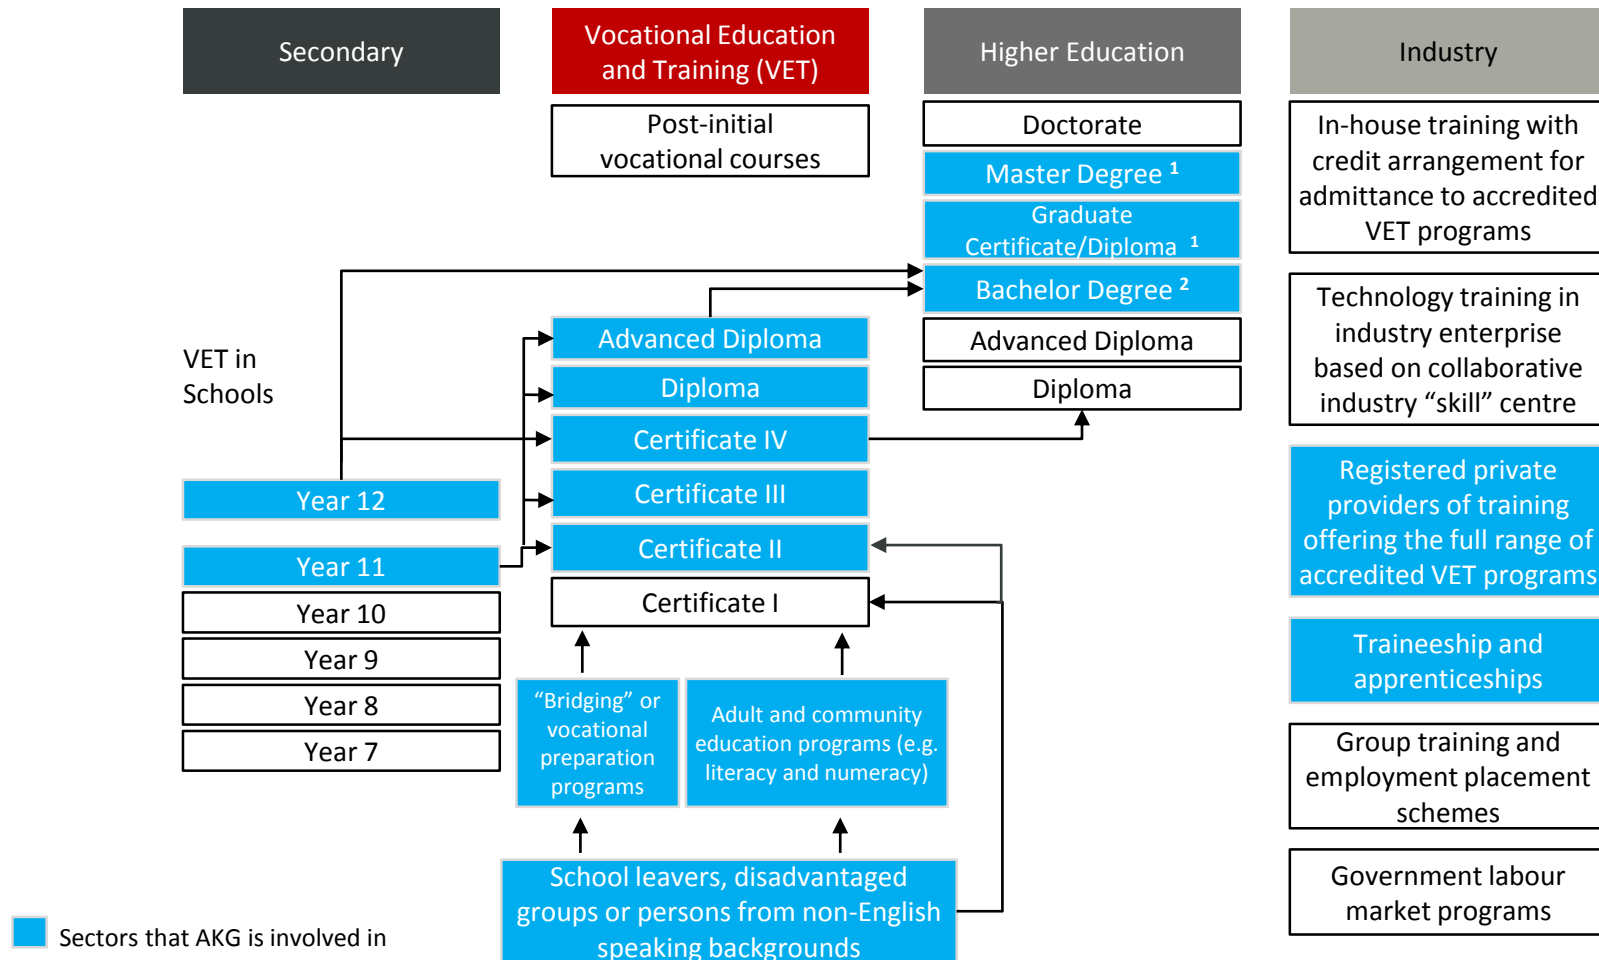 Secondary
Vocational Education
and Training (VET)
Higher Education
Industry
VET in
Schools
Year 12
Year 11
Year 10
Year 9
Year 8
Year 7
Post-initial
vocational courses
Advanced Diploma
Diploma
Certificate IV
Certificate III
Certificate II
Certificate I
“Bridging” or
vocational
preparation
programs
Adult and community
education programs (e.g.
literacy and numeracy)
School leavers, disadvantaged
groups or persons from non-English
speaking backgrounds
Doctorate
Master Degree 1
Graduate
Certificate/Diploma 1
Bachelor Degree 2
Advanced Diploma
Diploma
In-house training with
credit arrangement for
admittance to accredited
VET programs
Technology training in
industry enterprise
based on collaborative
industry “skill” centre
Registered private
providers of training
offering the full range of
accredited VET programs
Traineeship and
apprenticeships
Group training and
employment placement
schemes
Government labour
market programs
Sectors that AKG is involved in